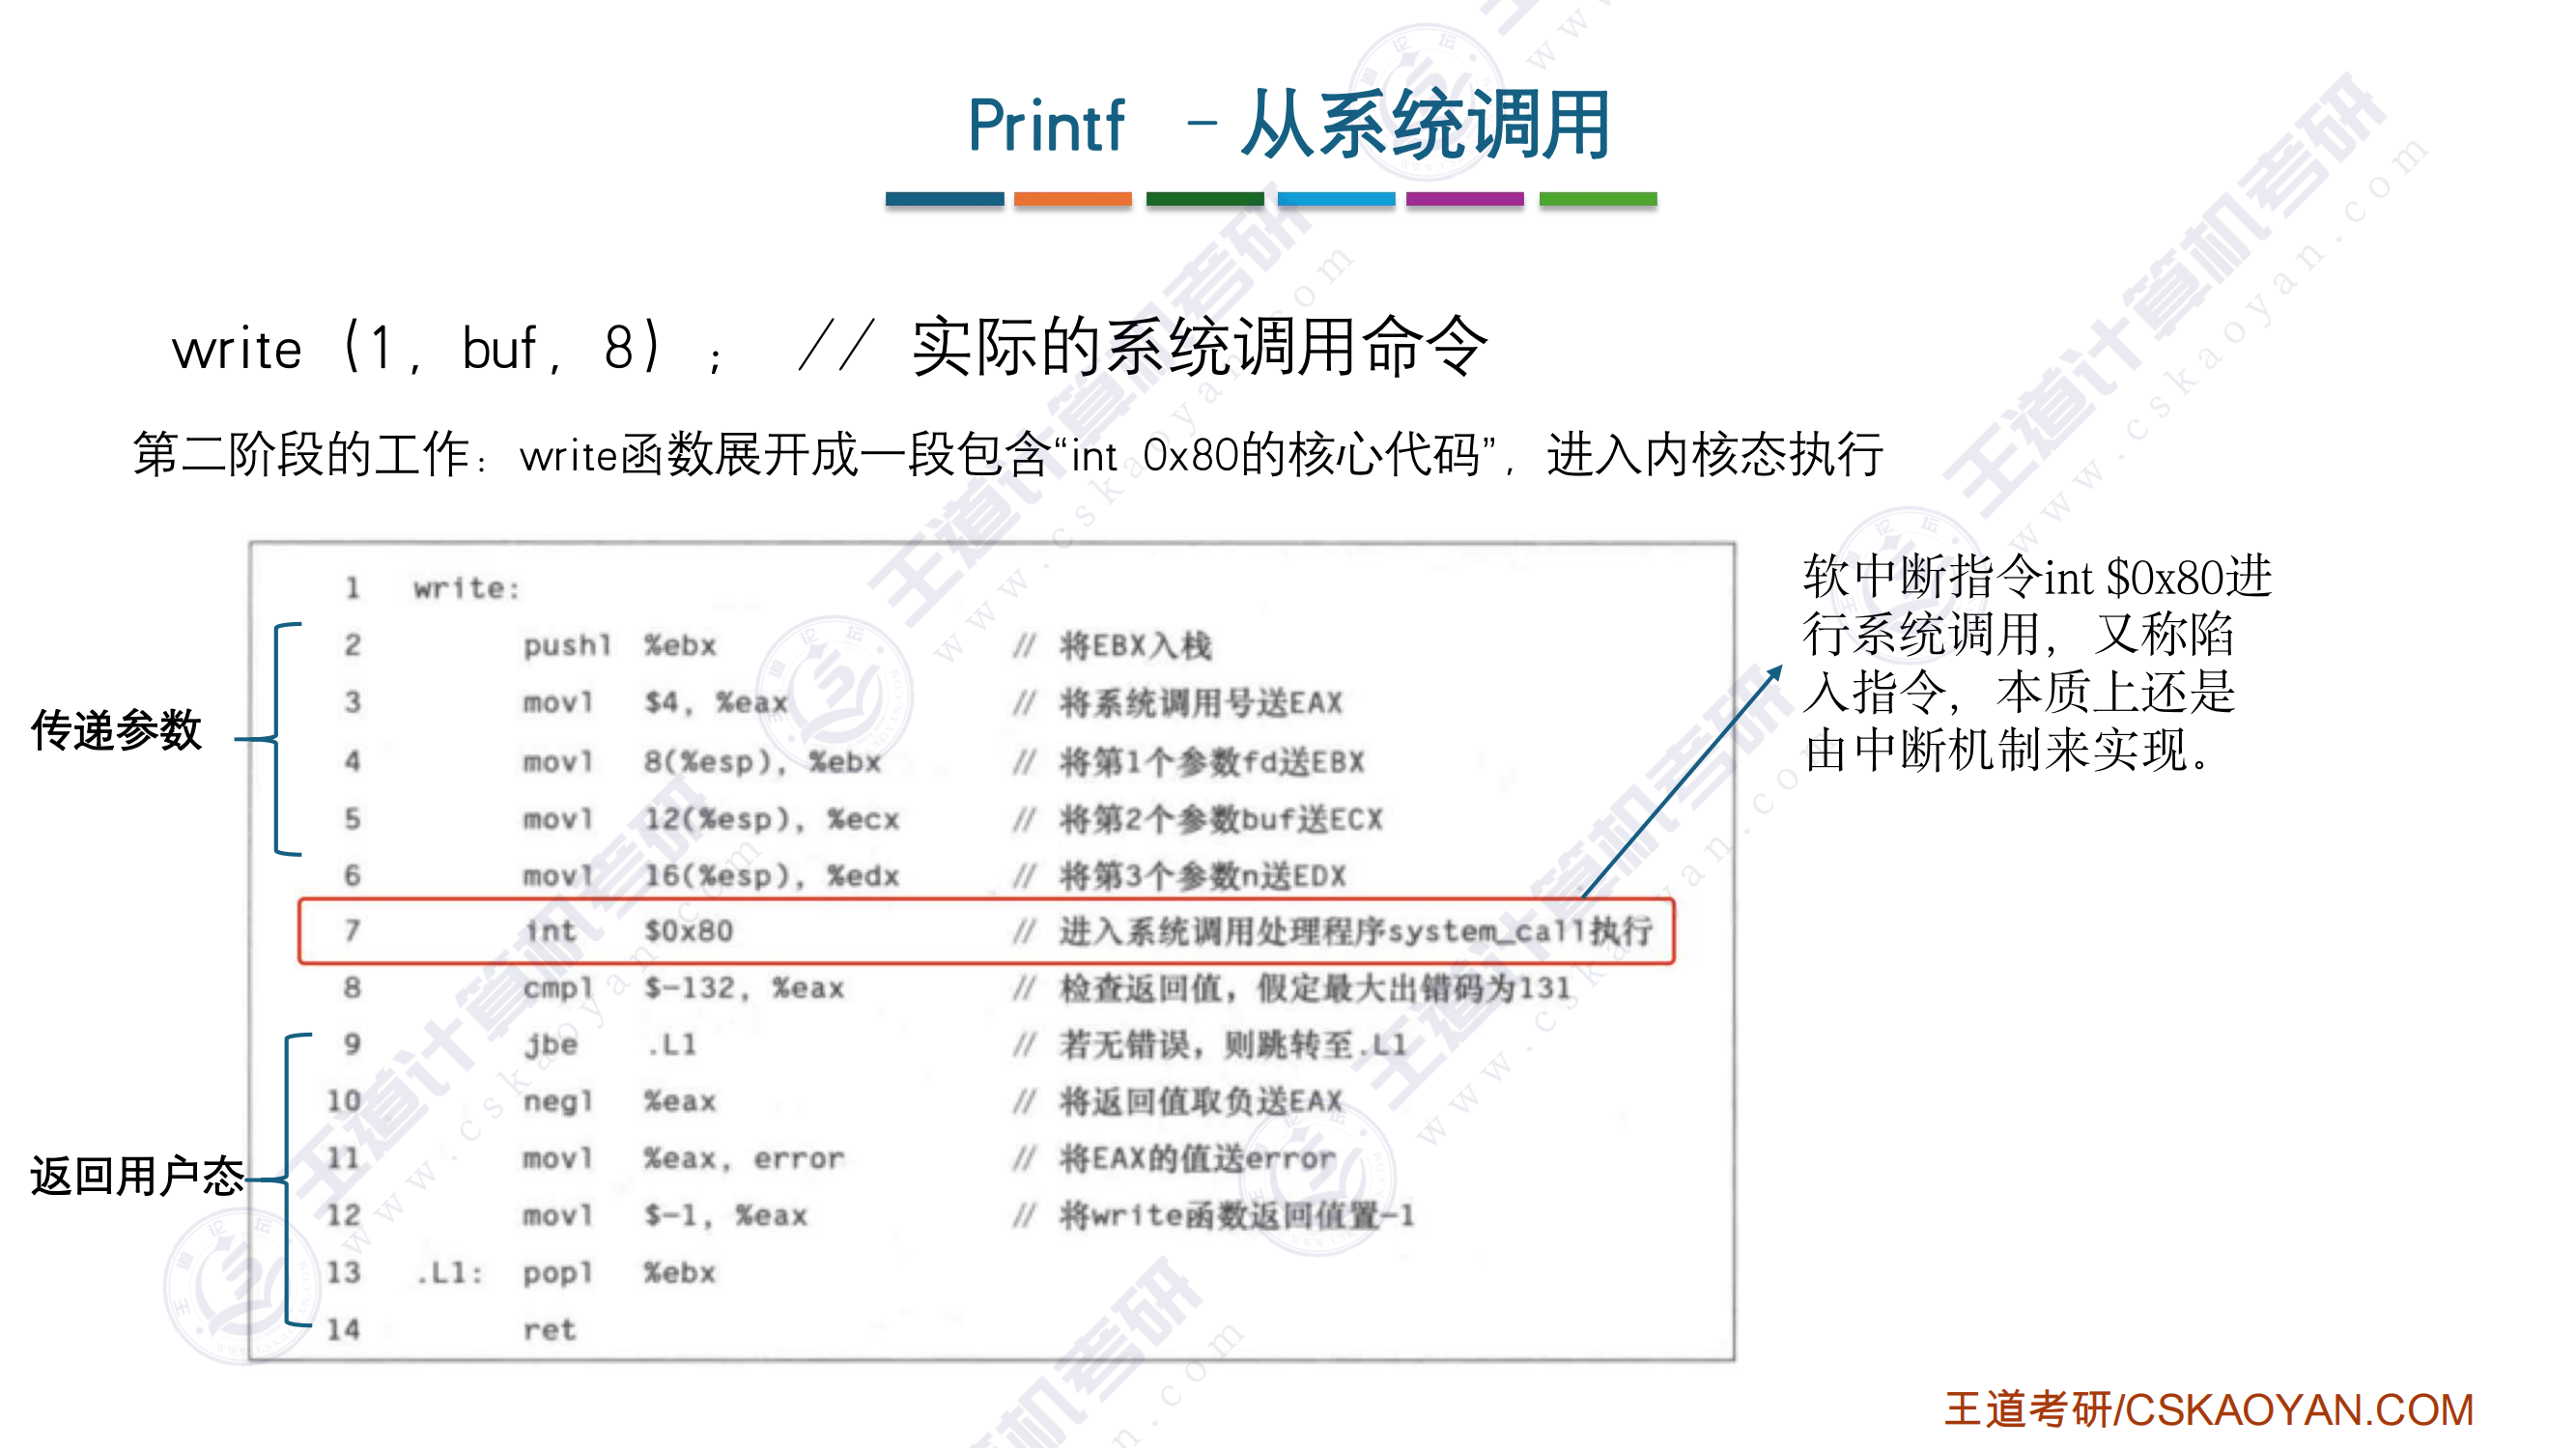 Printf - 从系统调用
write (1, buf, 8) ; // 实际的系统调用命令
第二阶段的工作：write函数展开成一段包含“int 0x80的核心代码”，进入内核态执行
传递参数
返回用户态
1 write:
2 pushl %ebx // 将EBX入栈
3 movl $4, %eax // 将系统调用号送EAX
4 movl 8(%esp), %ebx // 将第1个参数fd送EBX
5 movl 12(%esp), %ecx // 将第2个参数buf送ECX
6 movl 16(%esp), %edx // 将第3个参数n送EDX
7 int $0x80 // 进入系统调用处理程序system_call执行
8 cmpl $-132, %eax // 检查返回值，假定最大出错码为131
9 jbe .L1 // 若无错误，则跳转至.L1
10 negl %eax // 将返回值取负送EAX
11 movl %eax, error // 将EAX的值送error
12 movl $-1, %eax // 将write函数返回值置-1
13 .L1: popl %ebx
14 ret
软中断指令int $0x80进
行系统调用，又称陷
入指令，本质上还是
由中断机制来实现。
王道考研/CSKAOYAN.COM
王道计算机考研
www.cskaoyan.com